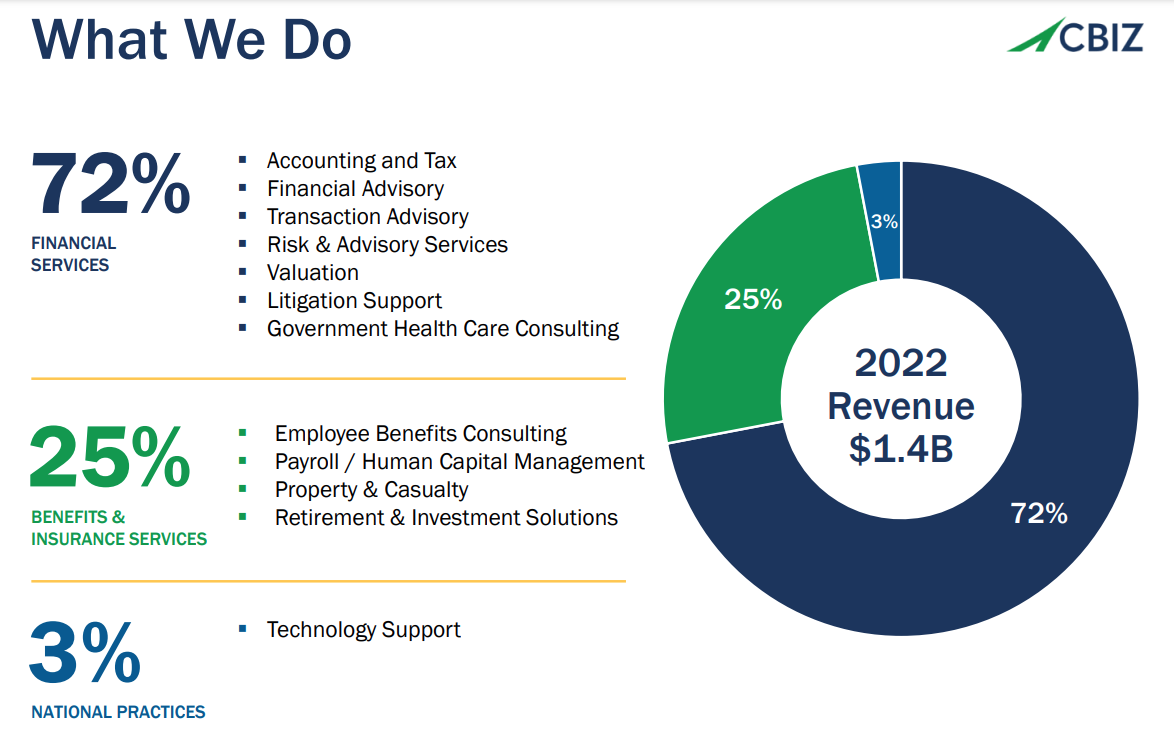 What We Do
CBIZ
72%
FINANCIAL
SERVICES
▪ Accounting and Tax
▪ Financial Advisory
▪ Transaction Advisory
▪ Risk & Advisory Services
▪ Valuation
▪ Litigation Support
▪ Government Health Care Consulting
25%
BENEFITS &
INSURANCE SERVICES
▪ Employee Benefits Consulting
▪ Payroll / Human Capital Management
▪ Property & Casualty
▪ Retirement & Investment Solutions
3%
NATIONAL PRACTICES
▪ Technology Support
3%
25%
2022
Revenue
$1.4B
72%